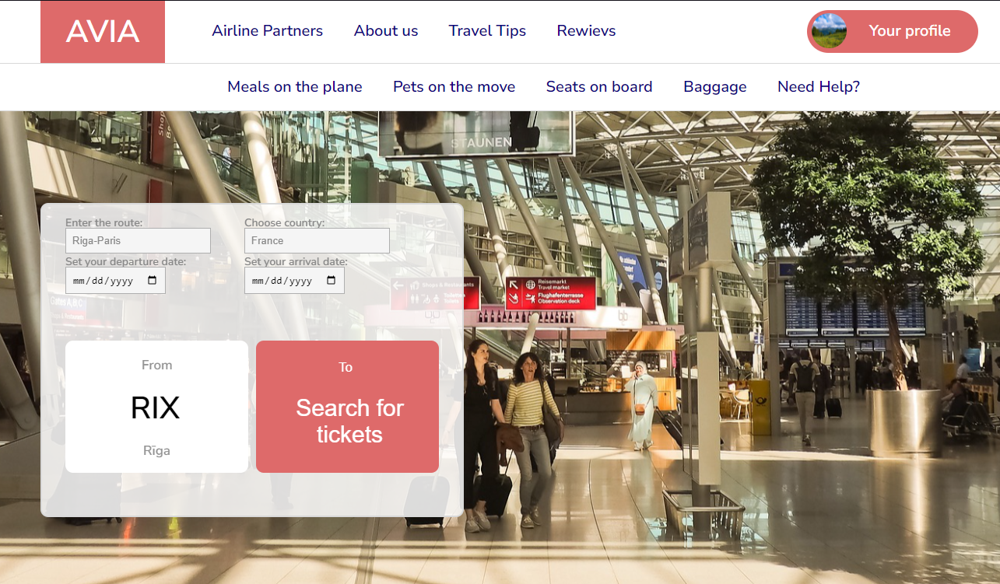 AVIA
Airline Partners
About us
Travel Tips
Rewievs
Your profile
Meals on the plane
Pets on the move
Seats on board
Baggage
Need Help?
STAUNEN
Enter the route:
Choose country:
Riga-Paris
France
Set your departure date:
Set your arrival date:
mm/dd/yyyy
mm/dd/yyyy
Shops & Restaurants
Toiletten
Reisemarkt
Travel market
Flughafenterrasse
Observation deck
From
RIX
Rīga
To
Search for
tickets